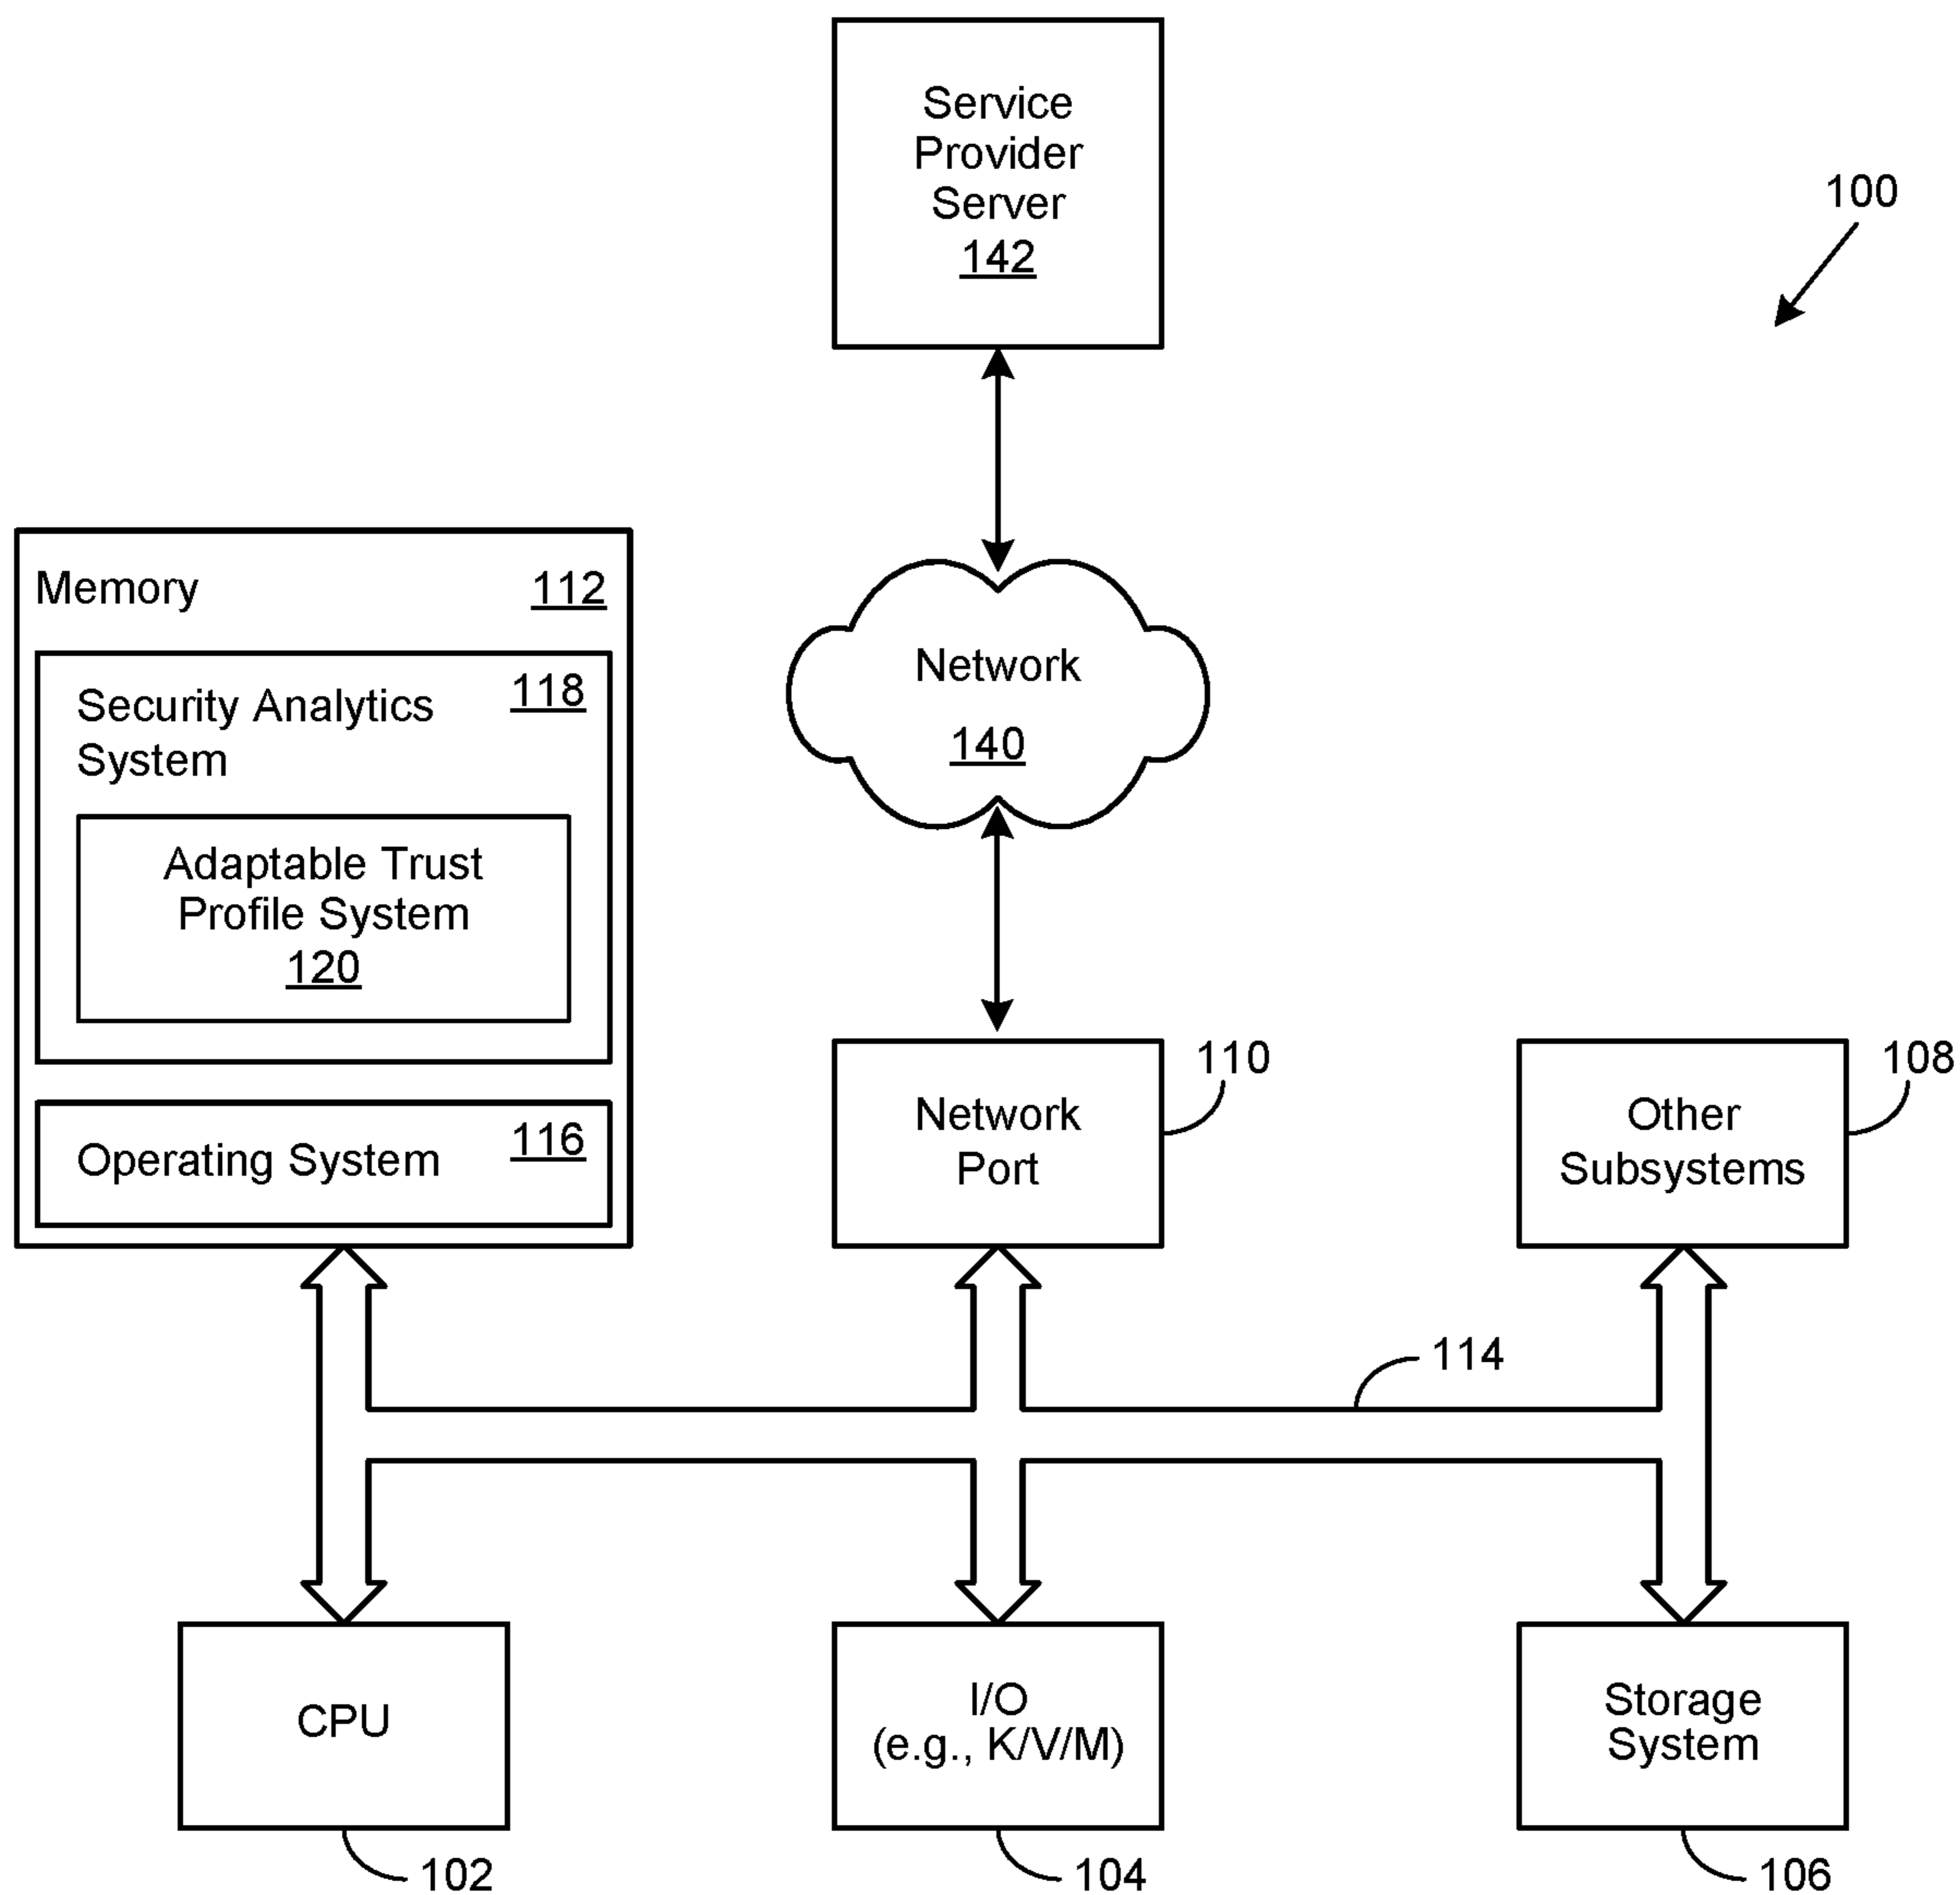 Service
Provider
Server
142
100
Memory 112
Security Analytics 118
System
Adaptable Trust
Profile System
120
Operating System 116
Network
140
Network
Port
110
Other
Subsystems
108
114
CPU
102
I/O
(e.g., K/V/M)
104
Storage
System
106